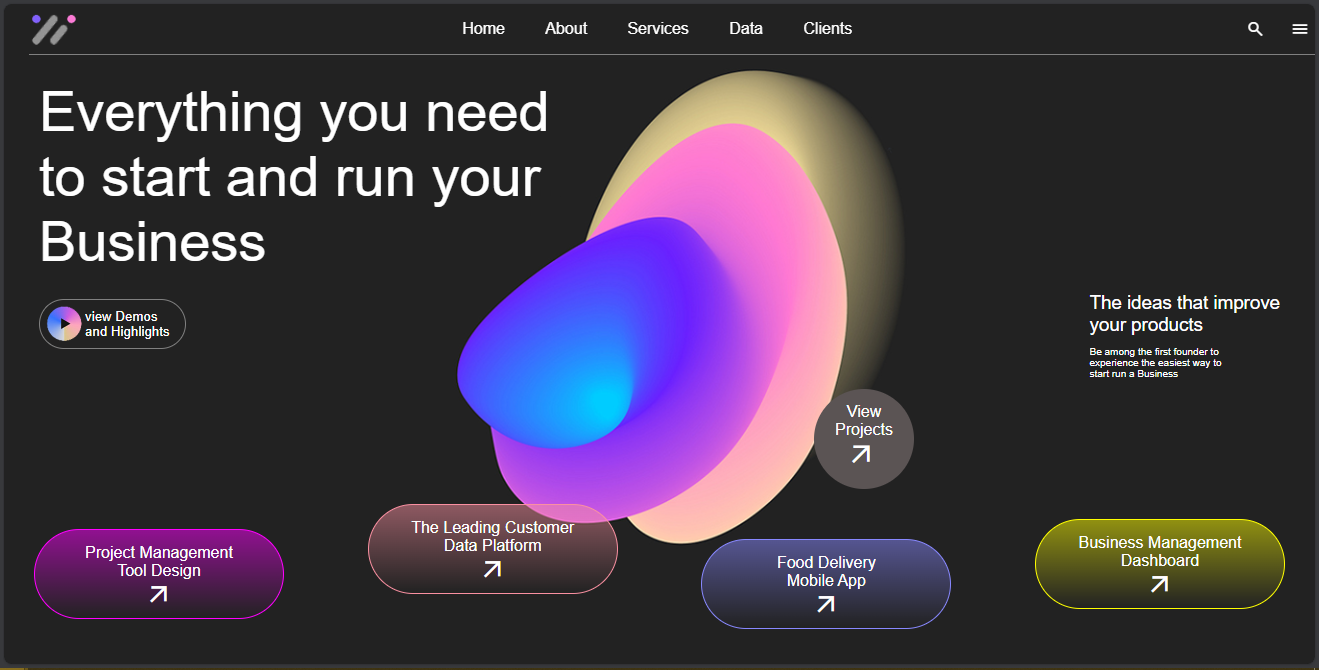 Home
About
Services
Data
Clients
Everything you need
to start and run your
Business
view Demos
and Highlights
The ideas that improve
your products
Be among the first founder to
experience the easiest way to
start run a Business
View
Projects
Project Management
Tool Design
The Leading Customer
Data Platform
Food Delivery
Mobile App
Business Management
Dashboard